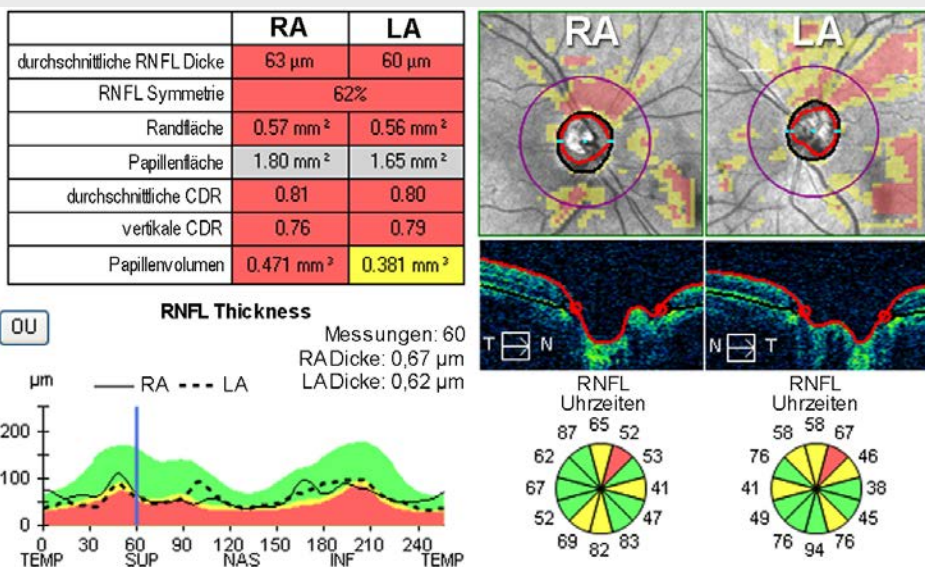 RA LA
durchschnittliche RNFL Dicke 63 µm 60 µm
RNFL Symmetrie 62%
Randfläche 0.57 mm² 0.56 mm²
Papillenfläche 1.80 mm² 1.65 mm²
durchschnittliche CDR 0.81 0.80
vertikale CDR 0.76 0.79
Papillenvolumen 0.471 mm³ 0.381 mm³
RA LA
T N N T
OU
RNFL Thickness
Messungen: 60
RA Dicke: 0,67 µm
LA Dicke: 0,62 µm
µm RA LA
200
100
0
0 30 60 90 120 150 180 210 240
TEMP SUP NAS INF TEMP
RNFL
Uhrzeiten
65
87 52
62 53
67 41
52 47
69 83
82
RNFL
Uhrzeiten
58
58 67
76 46
41 38
49 45
76 76
94